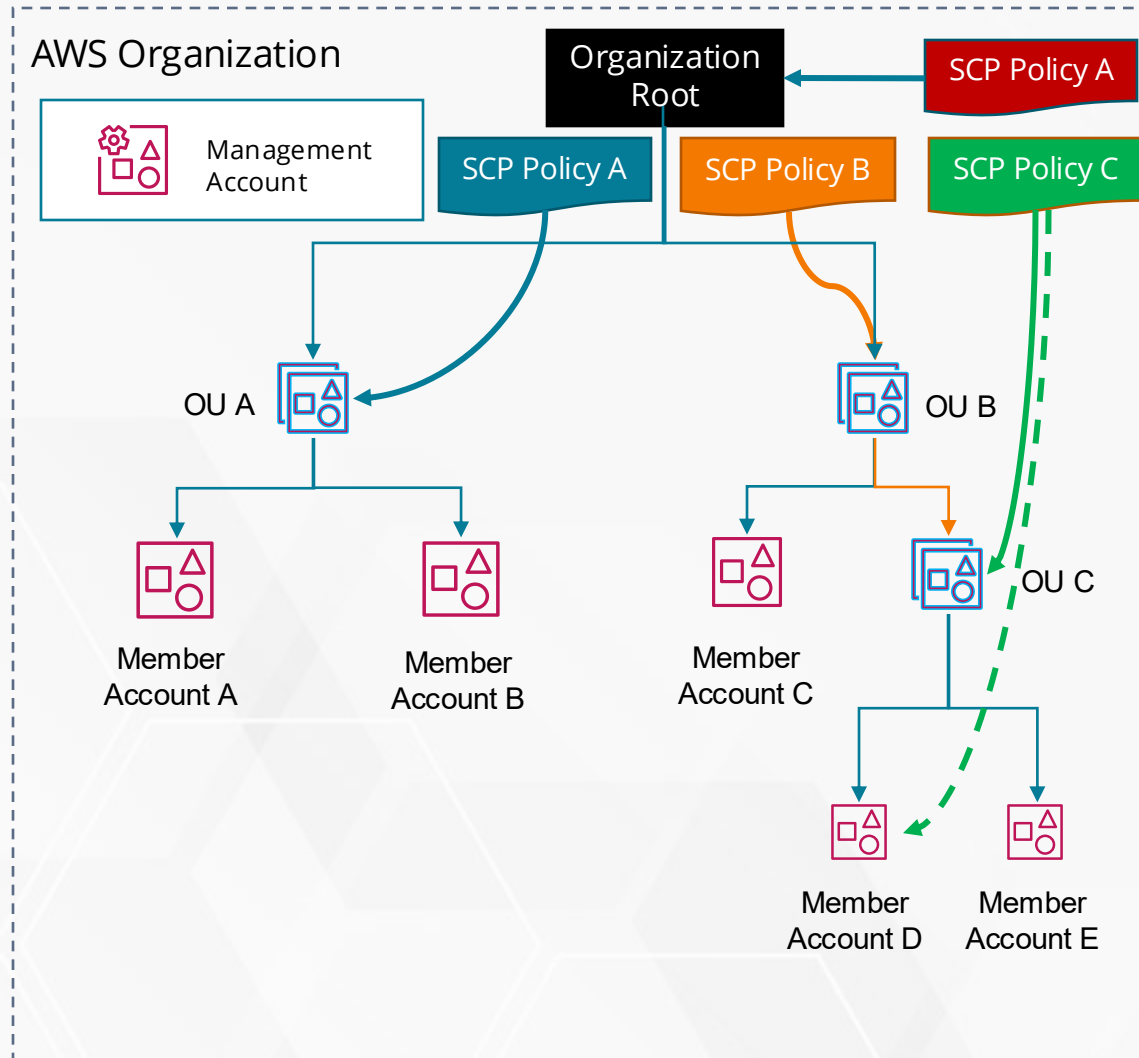 AWS Organization
Organization
Root
SCP Policy A
Management
Account
SCP Policy A
SCP Policy B
SCP Policy C
OU A
OU B
OU C
Member
Account A
Member
Account B
Member
Account C
Member
Account D
Member
Account E